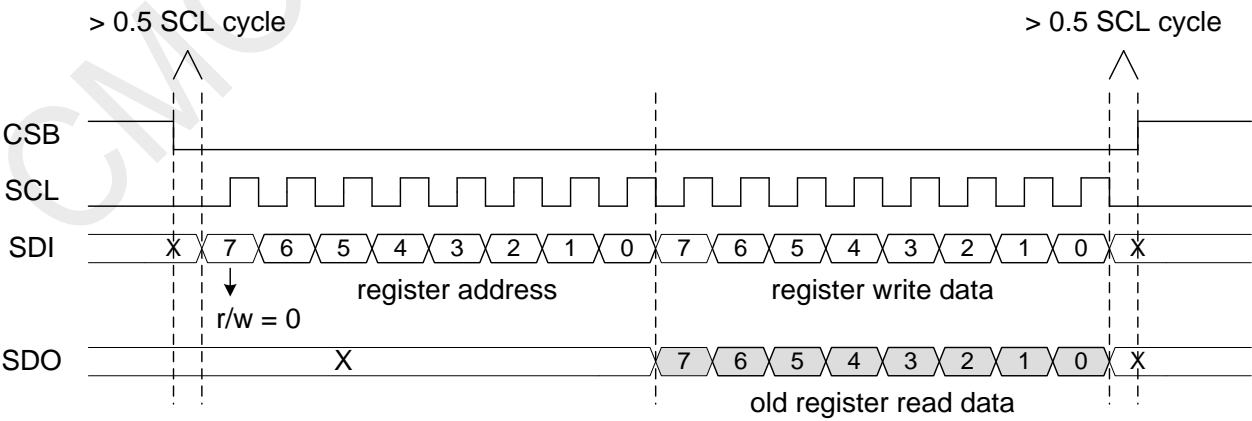 > 0.5 SCL cycle > 0.5 SCL cycle
CSB
SCL
SDI X 7 6 5 4 3 2 1 0 7 6 5 4 3 2 1 0 X
register address register write data
r/w = 0
SDO X 7 6 5 4 3 2 1 0 X
old register read data